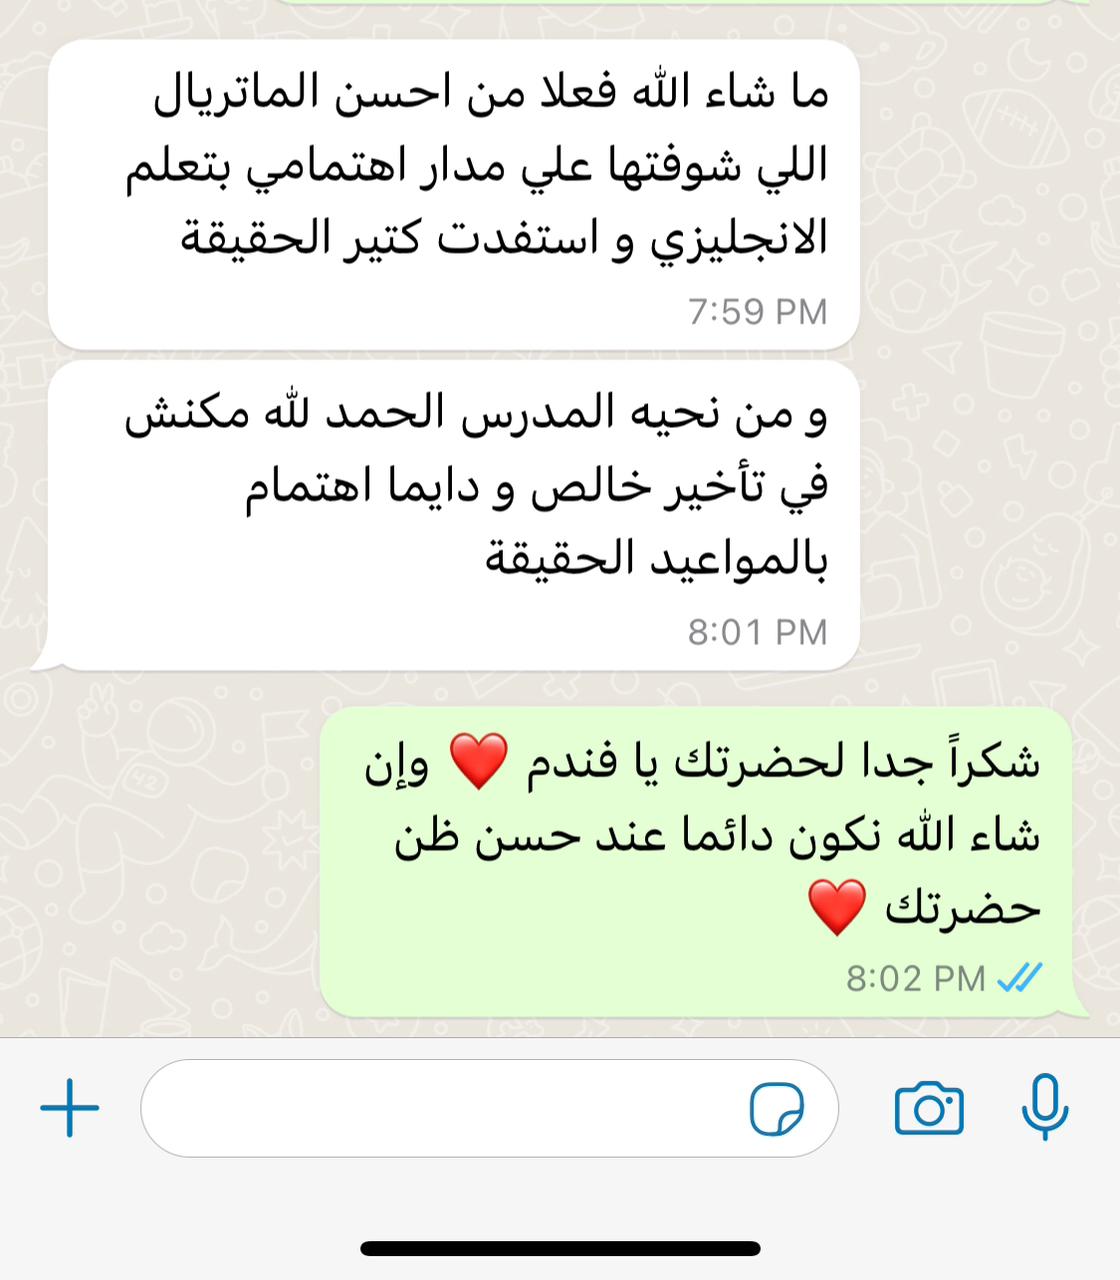 ما شاء الله فعلا من احسن الماتريال
اللي شوفتها علي مدار اهتمامي بتعلم
الانجليزي و استفدت كتير الحقيقة
7:59 PM
و من نحيه المدرس الحمد لله مكنش
في تأخير خالص و دايما اهتمام
بالمواعيد الحقيقة
8:01 PM
شكراً جدا لحضرتك يا فندم ❤️ وإن
شاء الله نكون دائما عند حسن ظن
حضرتك ❤️
8:02 PM